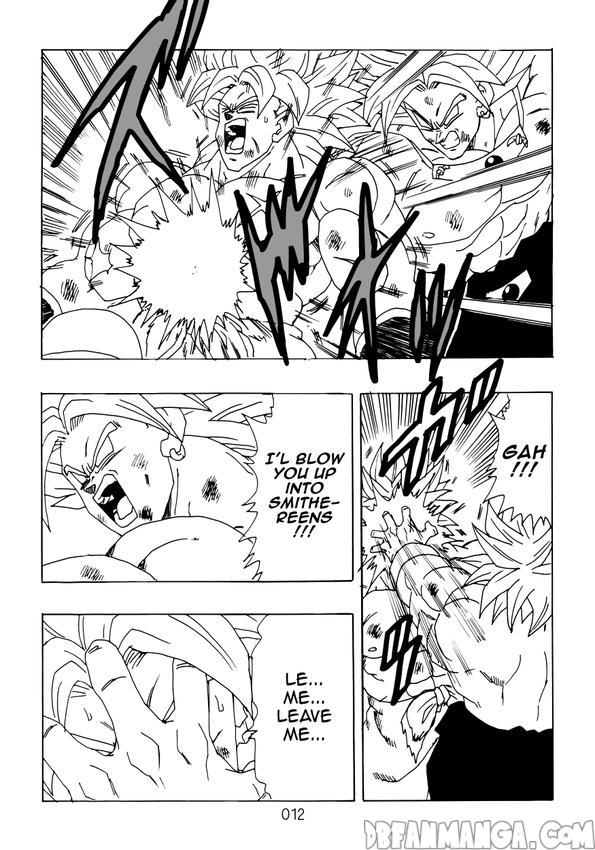 GAH
!!!
I'L BLOW
YOU UP
INTO
SMITHE-
REENS
!!!
LE...
ME...
LEAVE
ME...
012
DBFANMANGA.COM